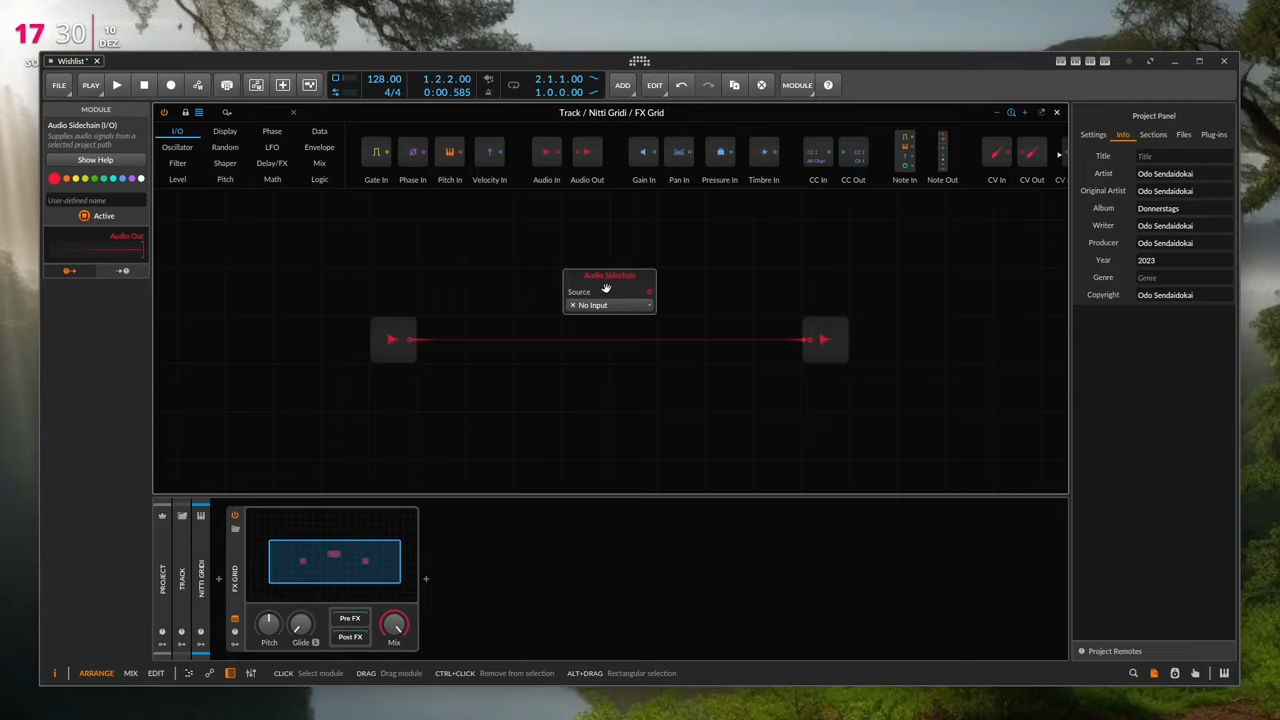 17 30 10 DEZ.
SO
Wishlist*
FILE PLAY 128.00 4/4 1.2.2.00 0:00.585 2.1.1.00 1.0.0.00 ADD EDIT MODULE ?
MODULE
Audio Sidechain (I/O)
Supplies audio signals from a
selected project path
Show Help
User-defined name
Active
Audio Out
Track / Nitti Gridi / FX Grid
I/O Display Phase Data
Oscillator Random LFO Envelope
Filter Shaper Delay/FX Mix
Level Pitch Math Logic
CC 1 All Chan
CC 1 Ch 1
Gate In Phase In Pitch In Velocity In Audio In Audio Out Gain In Pan In Pressure In Timbre In CC In CC Out Note In Note Out CV In CV Out CV
Audio Sidechain
Source
No Input
Project Panel
Settings Info Sections Files Plug-ins
Title Title
Artist Odo Sendaidokai
Original Artist Odo Sendaidokai
Album Donnerstags
Writer Odo Sendaidokai
Producer Odo Sendaidokai
Year 2023
Genre Genre
Copyright Odo Sendaidokai
PROJECT
TRACK
NITTI GRIDI
FX GRID
Pitch Glide L Pre FX Post FX Mix
Project Remotes
i ARRANGE MIX EDIT CLICK Select module DRAG Drag module CTRL+CLICK Remove from selection ALT+DRAG Rectangular selection